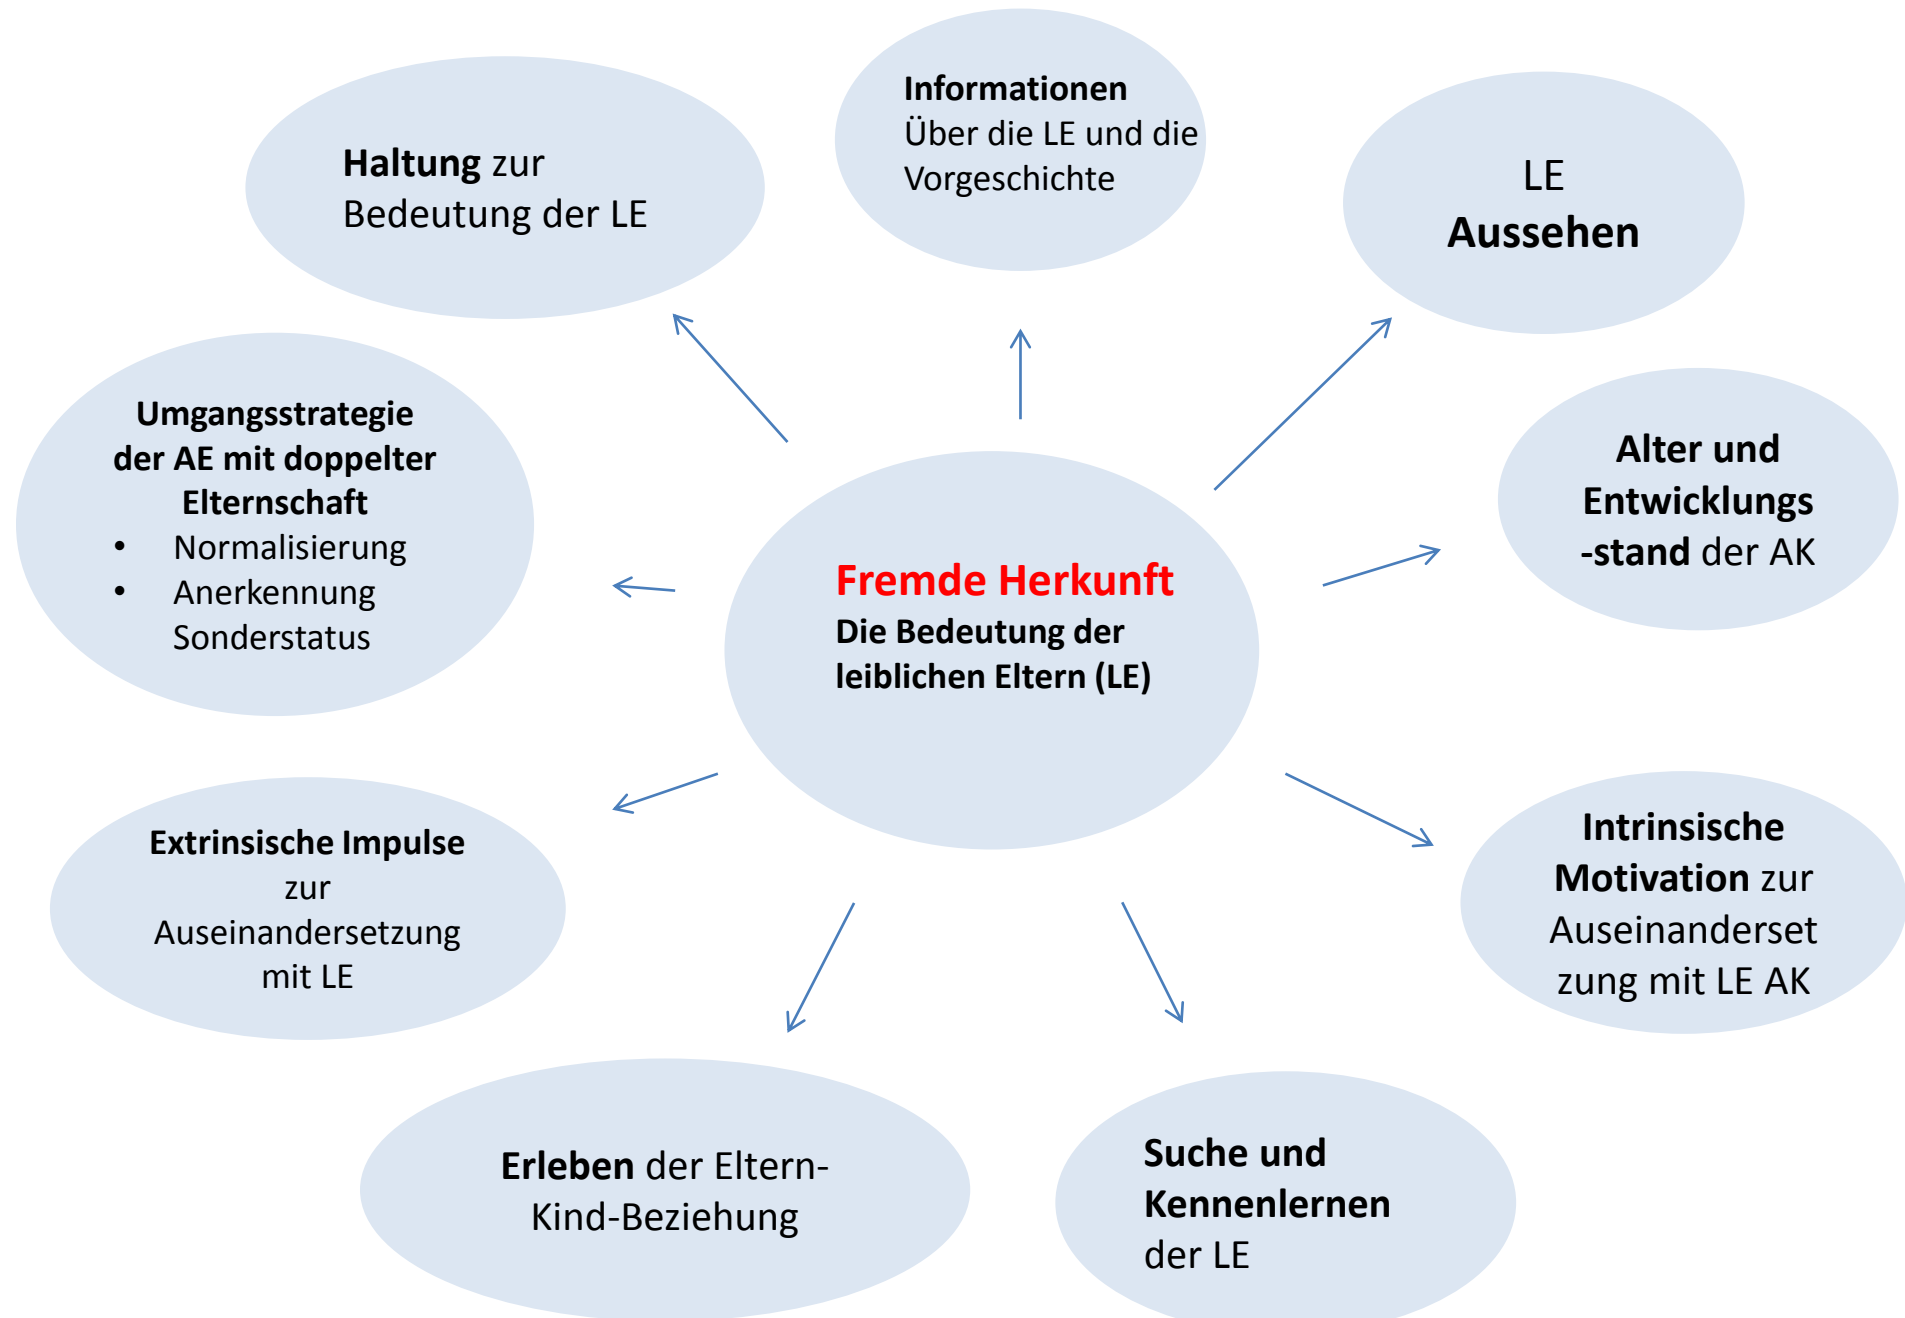 Informationen
Über die LE und die
Vorgeschichte
Haltung zur
Bedeutung der LE
LE
Aussehen
Umgangsstrategie
der AE mit doppelter
Elternschaft
• Normalisierung
• Anerkennung
Sonderstatus
Alter und
Entwicklungs
-stand der AK
Fremde Herkunft
Die Bedeutung der
leiblichen Eltern (LE)
Extrinsische Impulse
zur
Auseinandersetzung
mit LE
Intrinsische
Motivation zur
Auseinanderset
zung mit LE AK
Erleben der Eltern-
Kind-Beziehung
Suche und
Kennenlernen
der LE